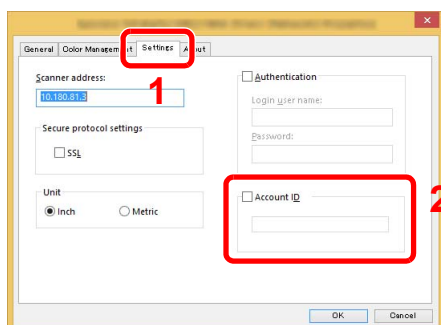 General Color Management Settings About
1
Scanner address:
10.180.81.3
Secure protocol settings
SSL
Unit
Inch Metric
Authentication
Login user name:
Password:
Account ID
2
OK Cancel